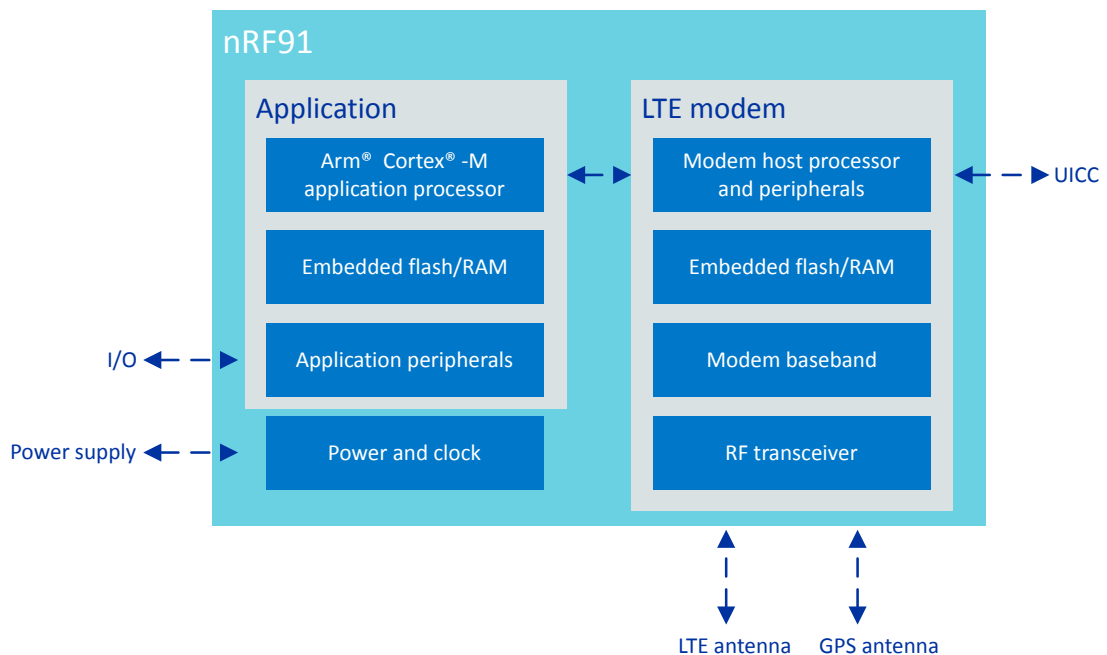 nRF91
Application
Arm® Cortex® -M
application processor
Embedded flash/RAM
Application peripherals
Power and clock
LTE modem
Modem host processor
and peripherals
Embedded flash/RAM
Modem baseband
RF transceiver
I/O
Power supply
UICC
LTE antenna
GPS antenna